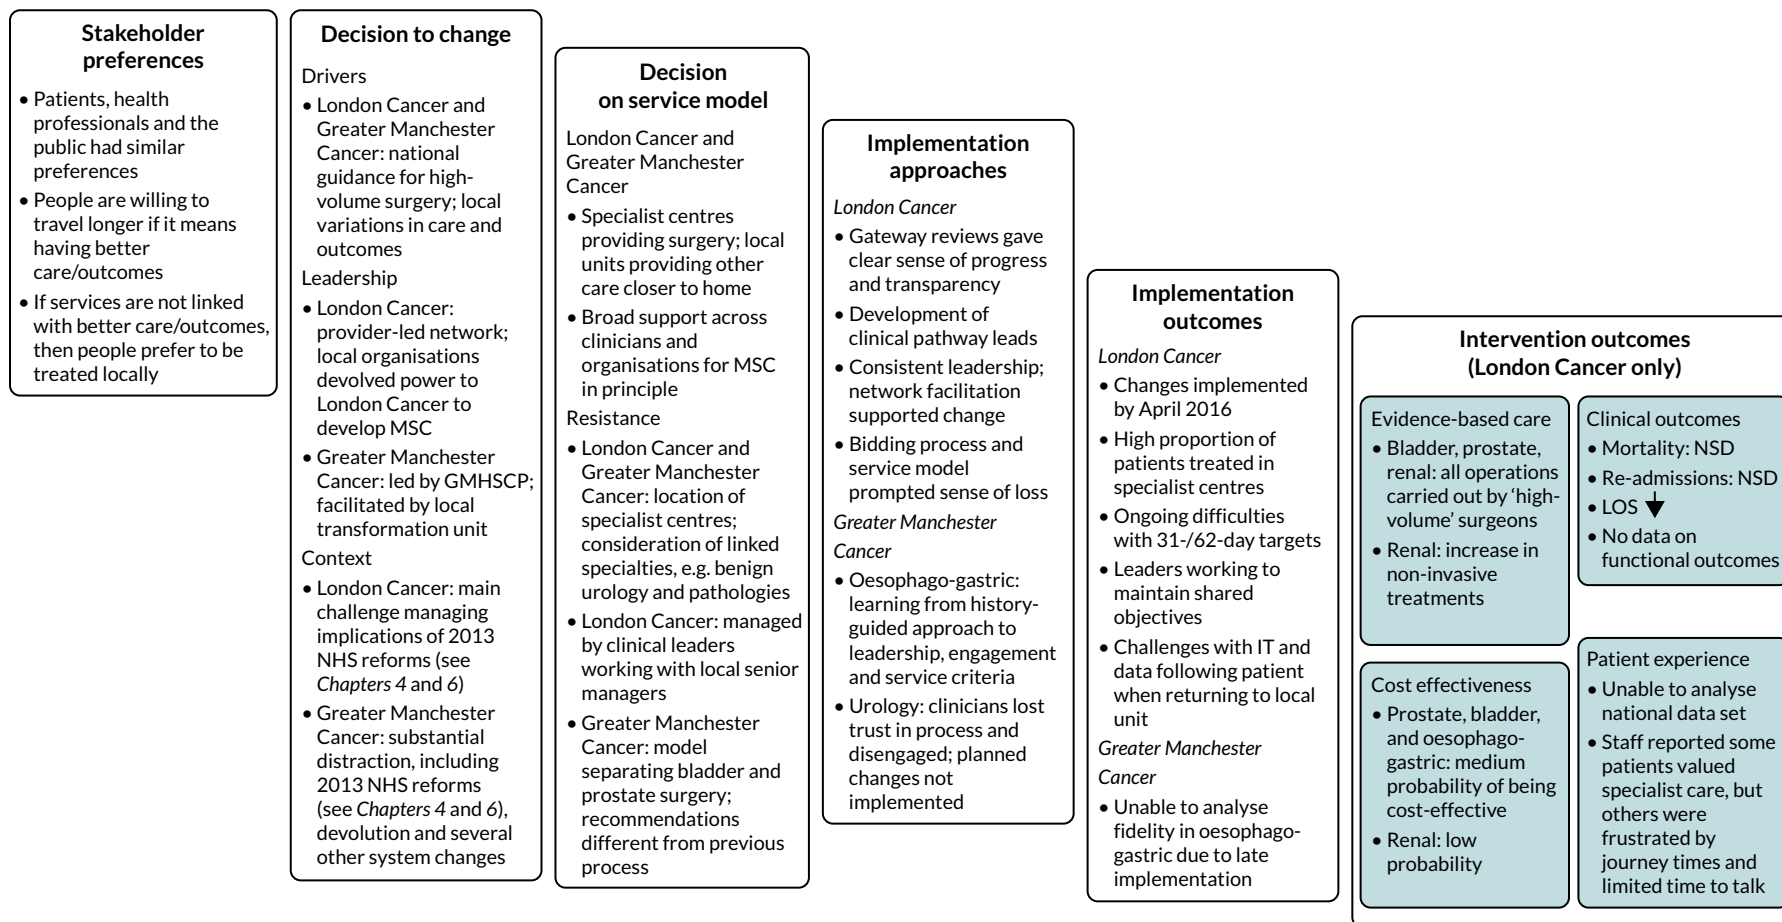 Stakeholder
preferences
• Patients, health
professionals and the
public had similar
preferences
• People are willing to
travel longer if it means
having better
care/outcomes
• If services are not linked
with better care/outcomes,
then people prefer to be
treated locally
Decision to change
Drivers
• London Cancer and
Greater Manchester
Cancer: national
guidance for high-
volume surgery; local
variations in care and
outcomes
Leadership
• London Cancer:
provider-led network;
local organisations
devolved power to
London Cancer to
develop MSC
• Greater Manchester
Cancer: led by GMHSCP;
facilitated by local
transformation unit
Context
• London Cancer: main
challenge managing
implications of 2013
NHS reforms (see
Chapters 4 and 6)
• Greater Manchester
Cancer: substantial
distraction, including
2013 NHS reforms
(see Chapters 4 and 6),
devolution and several
other system changes
Decision
on service model
London Cancer and
Greater Manchester
Cancer
• Specialist centres
providing surgery; local
units providing other
care closer to home
• Broad support across
clinicians and
organisations for MSC
in principle
Resistance
• London Cancer and
Greater Manchester
Cancer: location of
specialist centres;
consideration of linked
specialties, e.g. benign
urology and pathologies
• London Cancer: managed
by clinical leaders
working with local senior
managers
• Greater Manchester
Cancer: model
separating bladder and
prostate surgery;
recommendations
different from previous
process
Implementation
approaches
London Cancer
• Gateway reviews gave
clear sense of progress
and transparency
• Development of
clinical pathway leads
• Consistent leadership;
network facilitation
supported change
• Bidding process and
service model
prompted sense of loss
Greater Manchester
Cancer
• Oesophago-gastric:
learning from history-
guided approach to
leadership, engagement
and service criteria
• Urology: clinicians lost
trust in process and
disengaged; planned
changes not
implemented
Implementation
outcomes
London Cancer
• Changes implemented
by April 2016
• High proportion of
patients treated in
specialist centres
• Ongoing difficulties
with 31-/62-day targets
• Leaders working to
maintain shared
objectives
• Challenges with IT and
data following patient
when returning to local
unit
Greater Manchester
Cancer
• Unable to analyse
fidelity in oesophago-
gastric due to late
implementation
Intervention outcomes
(London Cancer only)
Evidence-based care
• Bladder, prostate,
renal: all operations
carried out by ‘high-
volume’ surgeons
• Renal: increase in
non-invasive
treatments
Clinical outcomes
• Mortality: NSD
• Re-admissions: NSD
• LOS
• No data on
functional outcomes
Cost effectiveness
• Prostate, bladder,
and oesophago-
gastric: medium
probability of being
cost-effective
• Renal: low
probability
Patient experience
• Unable to analyse
national data set
• Staff reported some
patients valued
specialist care, but
others were
frustrated by
journey times and
limited time to talk